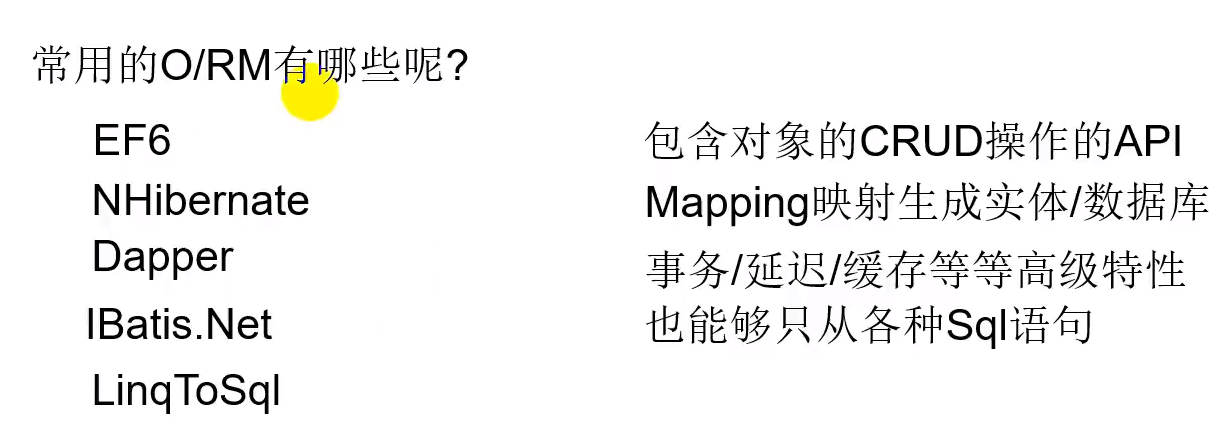 常用的O/RM有哪些呢?
EF6
NHibernate
Dapper
IBatis.Net
LinqToSql
包含对象的CRUD操作的API
Mapping映射生成实体/数据库
事务/延迟/缓存等等高级特性
也能够只从各种Sql语句